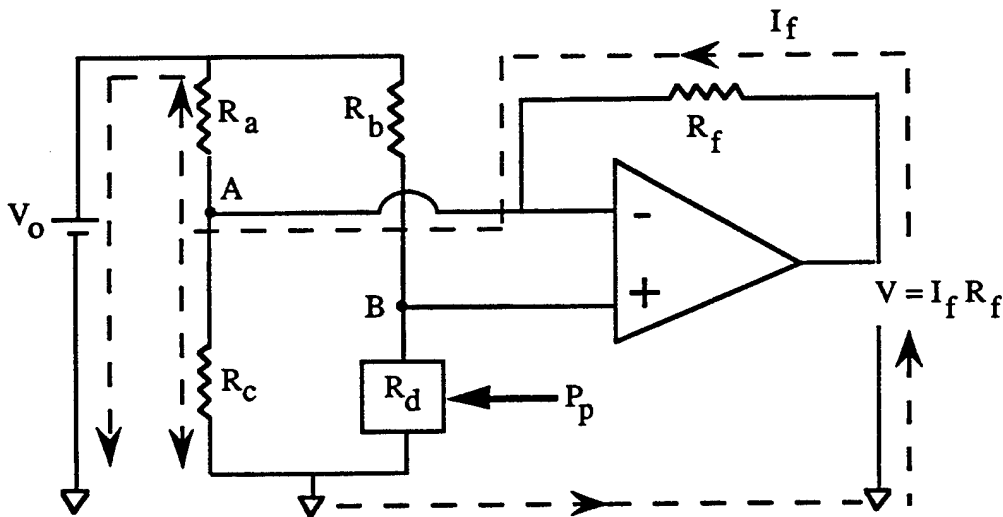 I_f
R_a
R_b
R_f
A
V_o
-
B
+
V = I_f R_f
R_c
R_d
P_p